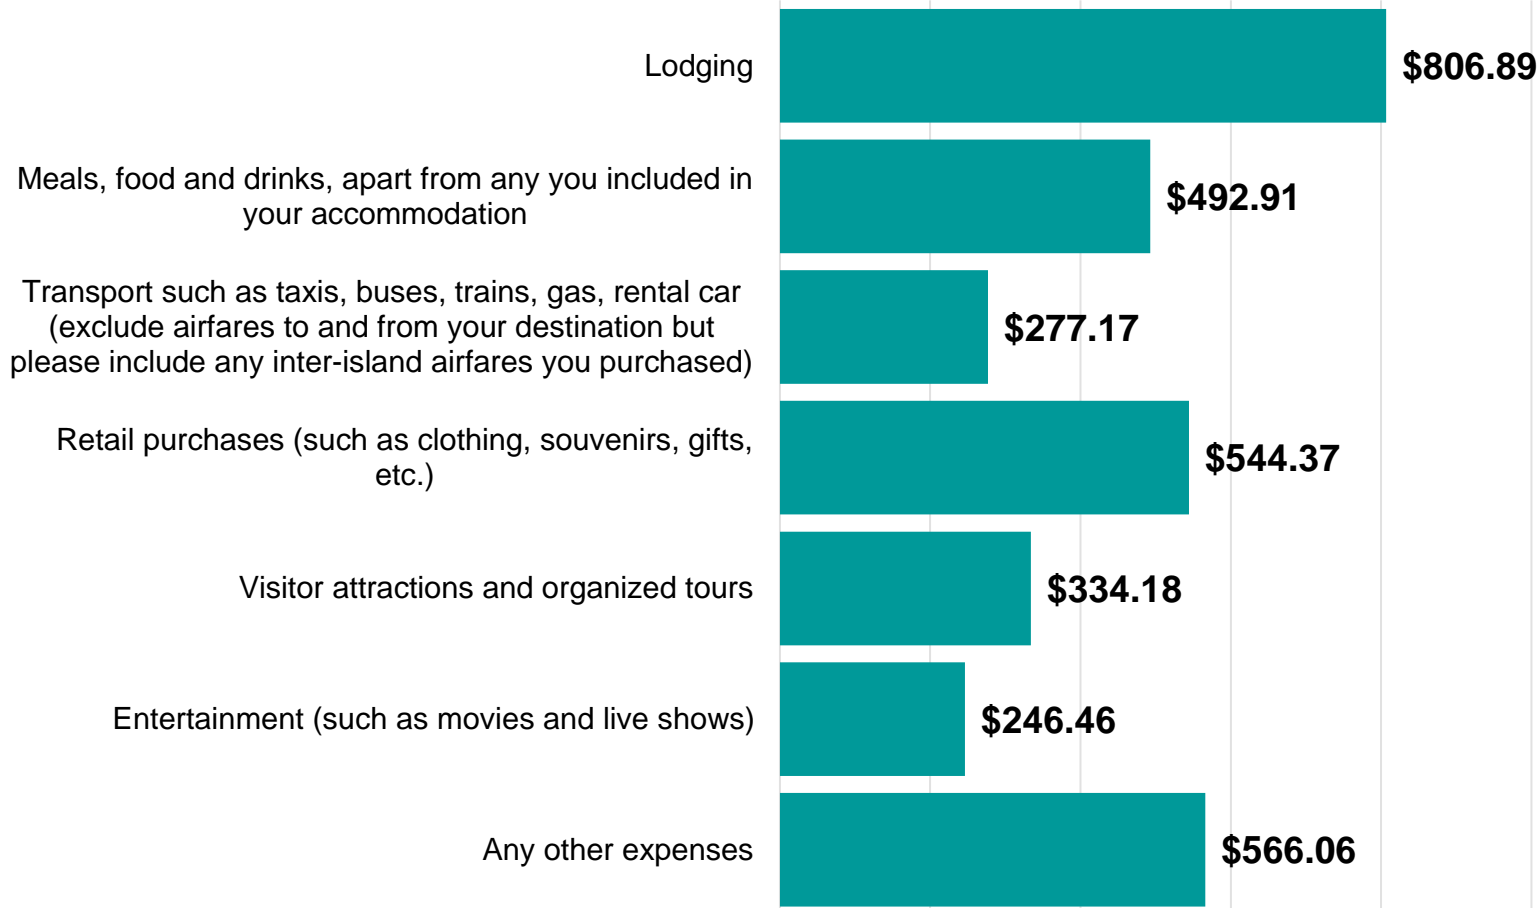 Lodging
$806.89
Meals, food and drinks, apart from any you included in
your accommodation
$492.91
Transport such as taxis, buses, trains, gas, rental car
(exclude airfares to and from your destination but
please include any inter-island airfares you purchased)
$277.17
Retail purchases (such as clothing, souvenirs, gifts,
etc.)
$544.37
Visitor attractions and organized tours
$334.18
Entertainment (such as movies and live shows)
$246.46
Any other expenses
$566.06